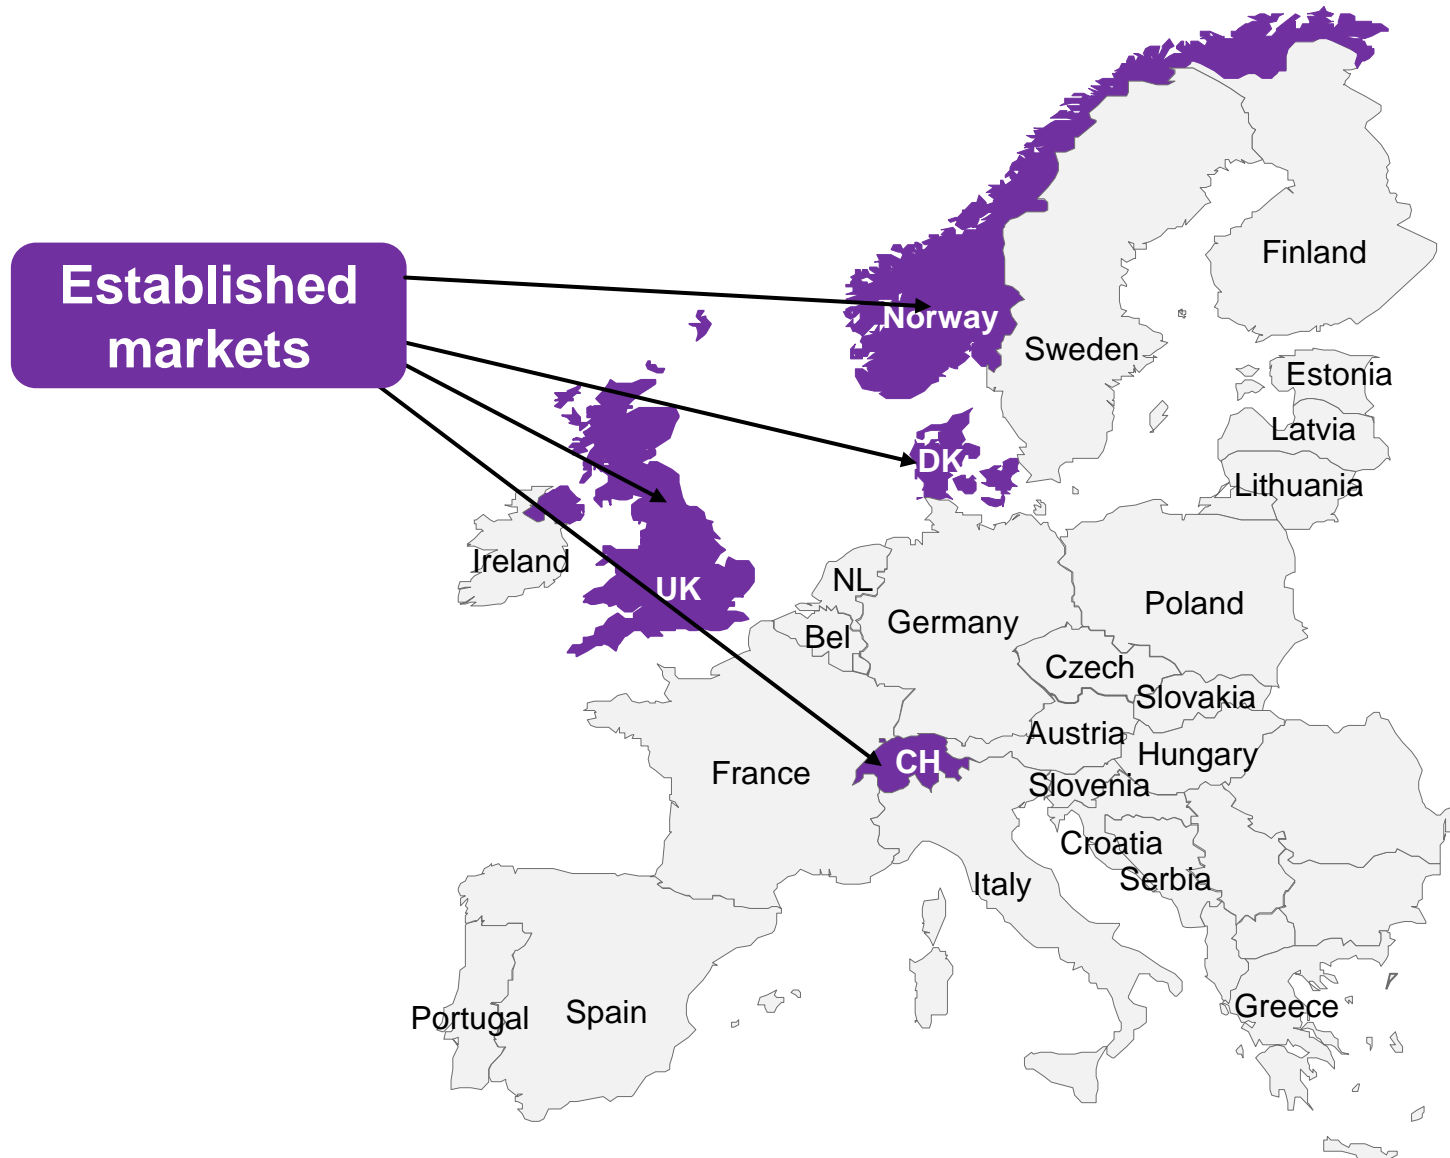 Established
markets
Norway
Finland
Sweden
Estonia
Latvia
DK
Lithuania
Ireland
UK
NL
Bel
Germany
Poland
Czech
Slovakia
Austria
Hungary
CH
France
Slovenia
Croatia
Serbia
Italy
Portugal
Spain
Greece